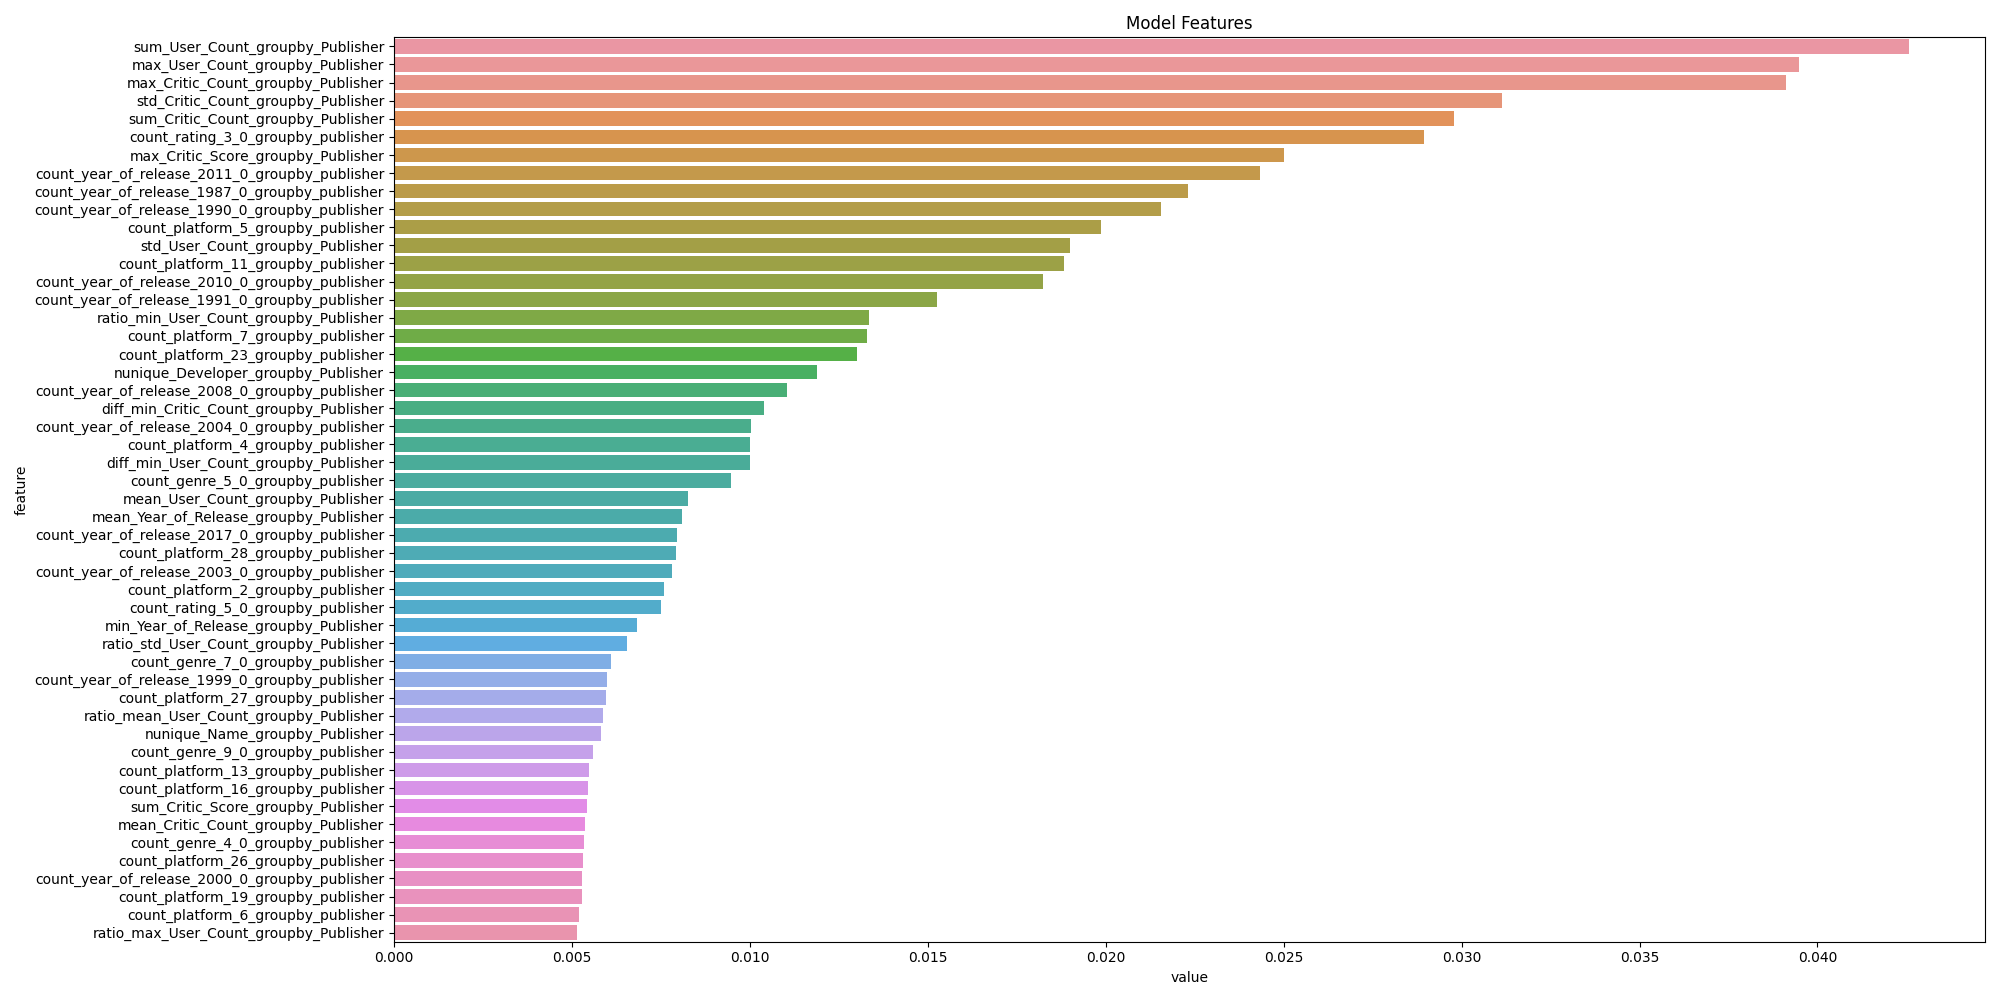 Model Features
sum_User_Count_groupby_Publisher
max_User_Count_groupby_Publisher
max_Critic_Count_groupby_Publisher
std_Critic_Count_groupby_Publisher
sum_Critic_Count_groupby_Publisher
count_rating_3_0_groupby_publisher
max_Critic_Score_groupby_Publisher
count_year_of_release_2011_0_groupby_publisher
count_year_of_release_1987_0_groupby_publisher
count_year_of_release_1990_0_groupby_publisher
count_platform_5_groupby_publisher
std_User_Count_groupby_Publisher
count_platform_11_groupby_publisher
count_year_of_release_2010_0_groupby_publisher
count_year_of_release_1991_0_groupby_publisher
ratio_min_User_Count_groupby_Publisher
count_platform_7_groupby_publisher
count_platform_23_groupby_publisher
nunique_Developer_groupby_Publisher
count_year_of_release_2008_0_groupby_publisher
diff_min_Critic_Count_groupby_Publisher
count_year_of_release_2004_0_groupby_publisher
count_platform_4_groupby_publisher
diff_min_User_Count_groupby_Publisher
count_genre_5_0_groupby_publisher
mean_User_Count_groupby_Publisher
mean_Year_of_Release_groupby_Publisher
count_year_of_release_2017_0_groupby_publisher
count_platform_28_groupby_publisher
count_year_of_release_2003_0_groupby_publisher
count_platform_2_groupby_publisher
count_rating_5_0_groupby_publisher
min_Year_of_Release_groupby_Publisher
ratio_std_User_Count_groupby_Publisher
count_genre_7_0_groupby_publisher
count_year_of_release_1999_0_groupby_publisher
count_platform_27_groupby_publisher
ratio_mean_User_Count_groupby_Publisher
nunique_Name_groupby_Publisher
count_genre_9_0_groupby_publisher
count_platform_13_groupby_publisher
count_platform_16_groupby_publisher
sum_Critic_Score_groupby_Publisher
mean_Critic_Count_groupby_Publisher
count_genre_4_0_groupby_publisher
count_platform_26_groupby_publisher
count_year_of_release_2000_0_groupby_publisher
count_platform_19_groupby_publisher
count_platform_6_groupby_publisher
ratio_max_User_Count_groupby_Publisher
feature
0.000 0.005 0.010 0.015 0.020 0.025 0.030 0.035 0.040
value